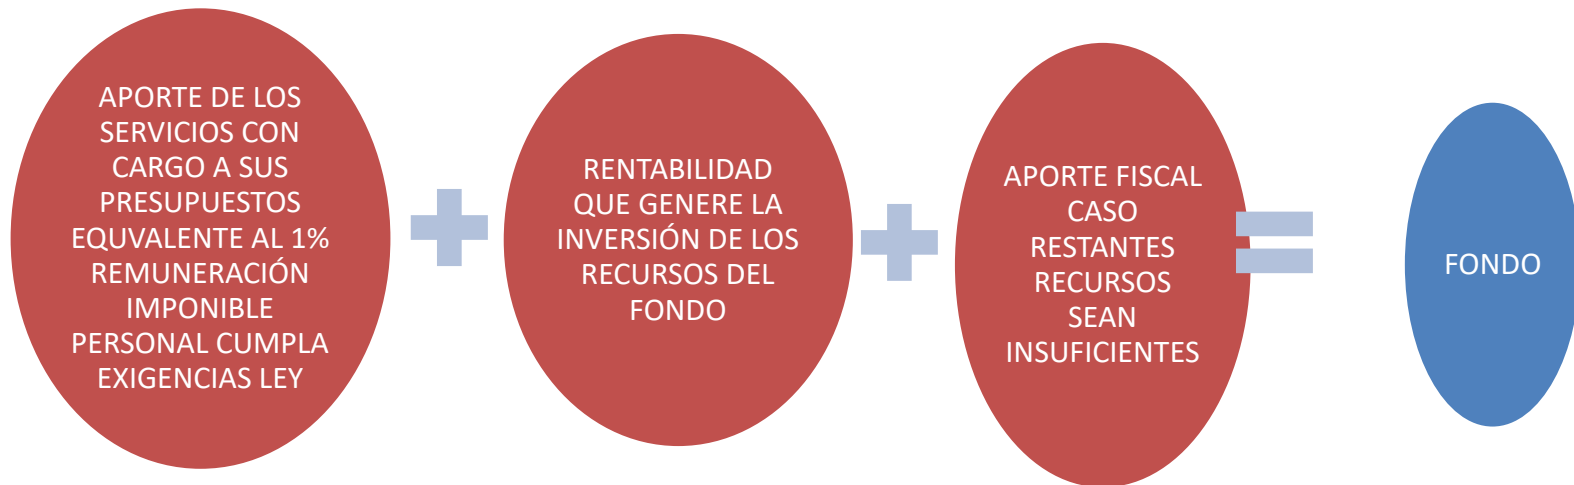 APORTE DE LOS
SERVICIOS CON
CARGO A SUS
PRESUPUESTOS
EQUVALENTE AL 1%
REMUNERACIÓN
IMPONIBLE
PERSONAL CUMPLA
EXIGENCIAS LEY
RENTABILIDAD
QUE GENERE LA
INVERSIÓN DE LOS
RECURSOS DEL
FONDO
APORTE FISCAL
CASO
RESTANTES
RECURSOS
SEAN
INSUFICIENTES
FONDO